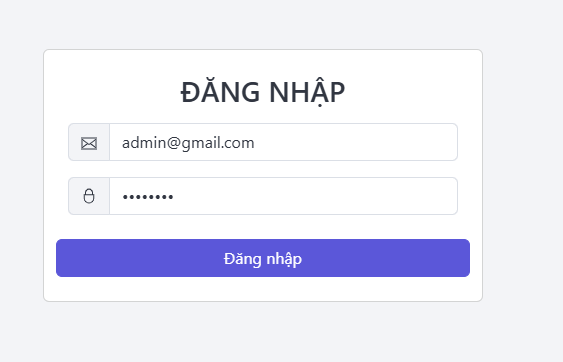 ĐĂNG NHẬP
admin@gmail.com
••••••••
Đăng nhập